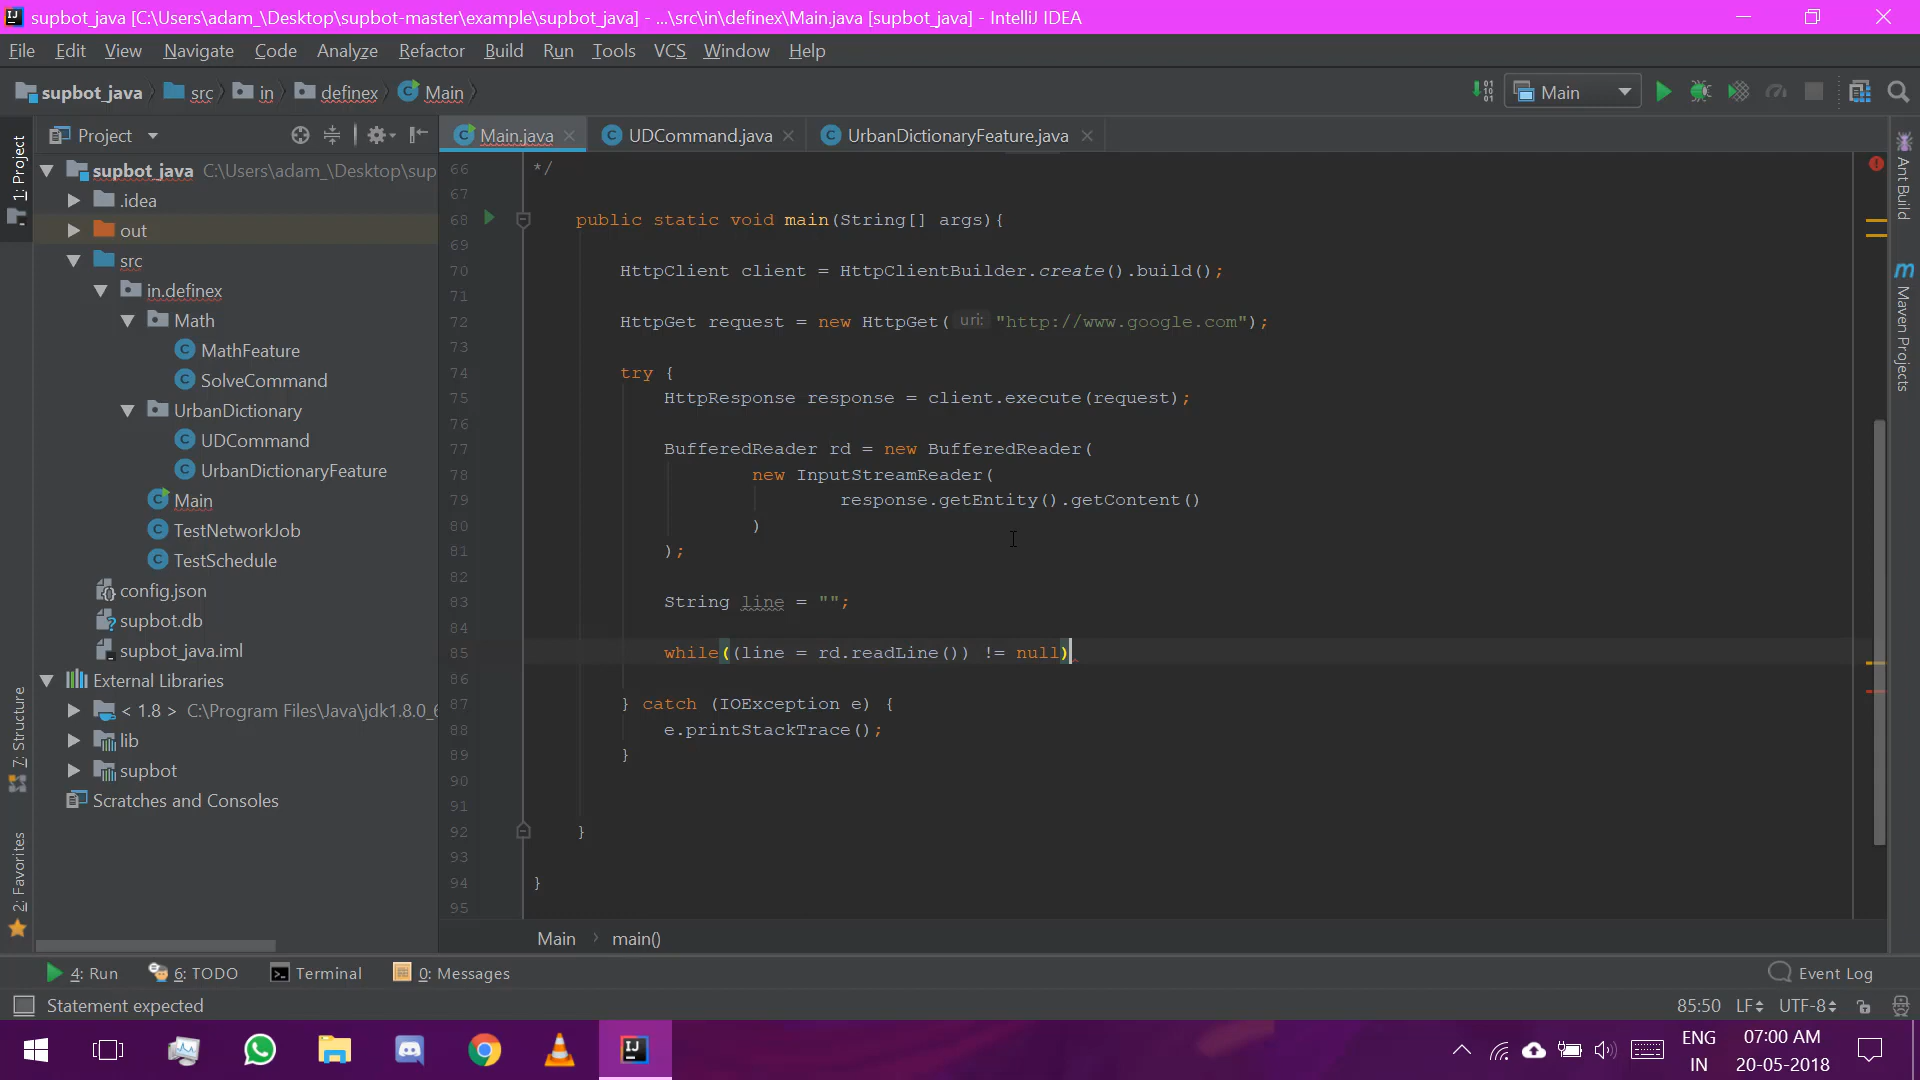 supbot_java [C:\Users\adam_\Desktop\supbot-master\example\supbot_java] - ...\src\in\definex\Main.java [supbot_java] - IntelliJ IDEA
File Edit View Navigate Code Analyze Refactor Build Run Tools VCS Window Help
supbot_java src in definex Main
Main
1: Project
Project
Main.java
UDCommand.java
UrbanDictionaryFeature.java
supbot_java C:\Users\adam_\Desktop\sup
.idea
out
src
in.definex
Math
MathFeature
SolveCommand
UrbanDictionary
UDCommand
UrbanDictionaryFeature
Main
TestNetworkJob
TestSchedule
config.json
supbot.db
supbot_java.iml
External Libraries
< 1.8 > C:\Program Files\Java\jdk1.8.0_6
lib
supbot
Scratches and Consoles
7: Structure
2: Favorites
66 */
67
68 public static void main(String[] args){
69
70 HttpClient client = HttpClientBuilder.create().build();
71
72 HttpGet request = new HttpGet( uri: "http://www.google.com");
73
74 try {
75 HttpResponse response = client.execute(request);
76
77 BufferedReader rd = new BufferedReader(
78 new InputStreamReader(
79 response.getEntity().getContent()
80 )
81 );
82
83 String line = "";
84
85 while((line = rd.readLine()) != null)
86
87 } catch (IOException e) {
88 e.printStackTrace();
89 }
90
91
92 }
93
94 }
95
Ant Build
Maven Projects
Main main()
4: Run 6: TODO Terminal 0: Messages Event Log
Statement expected 85:50 LF UTF-8
ENG 07:00 AM
IN 20-05-2018